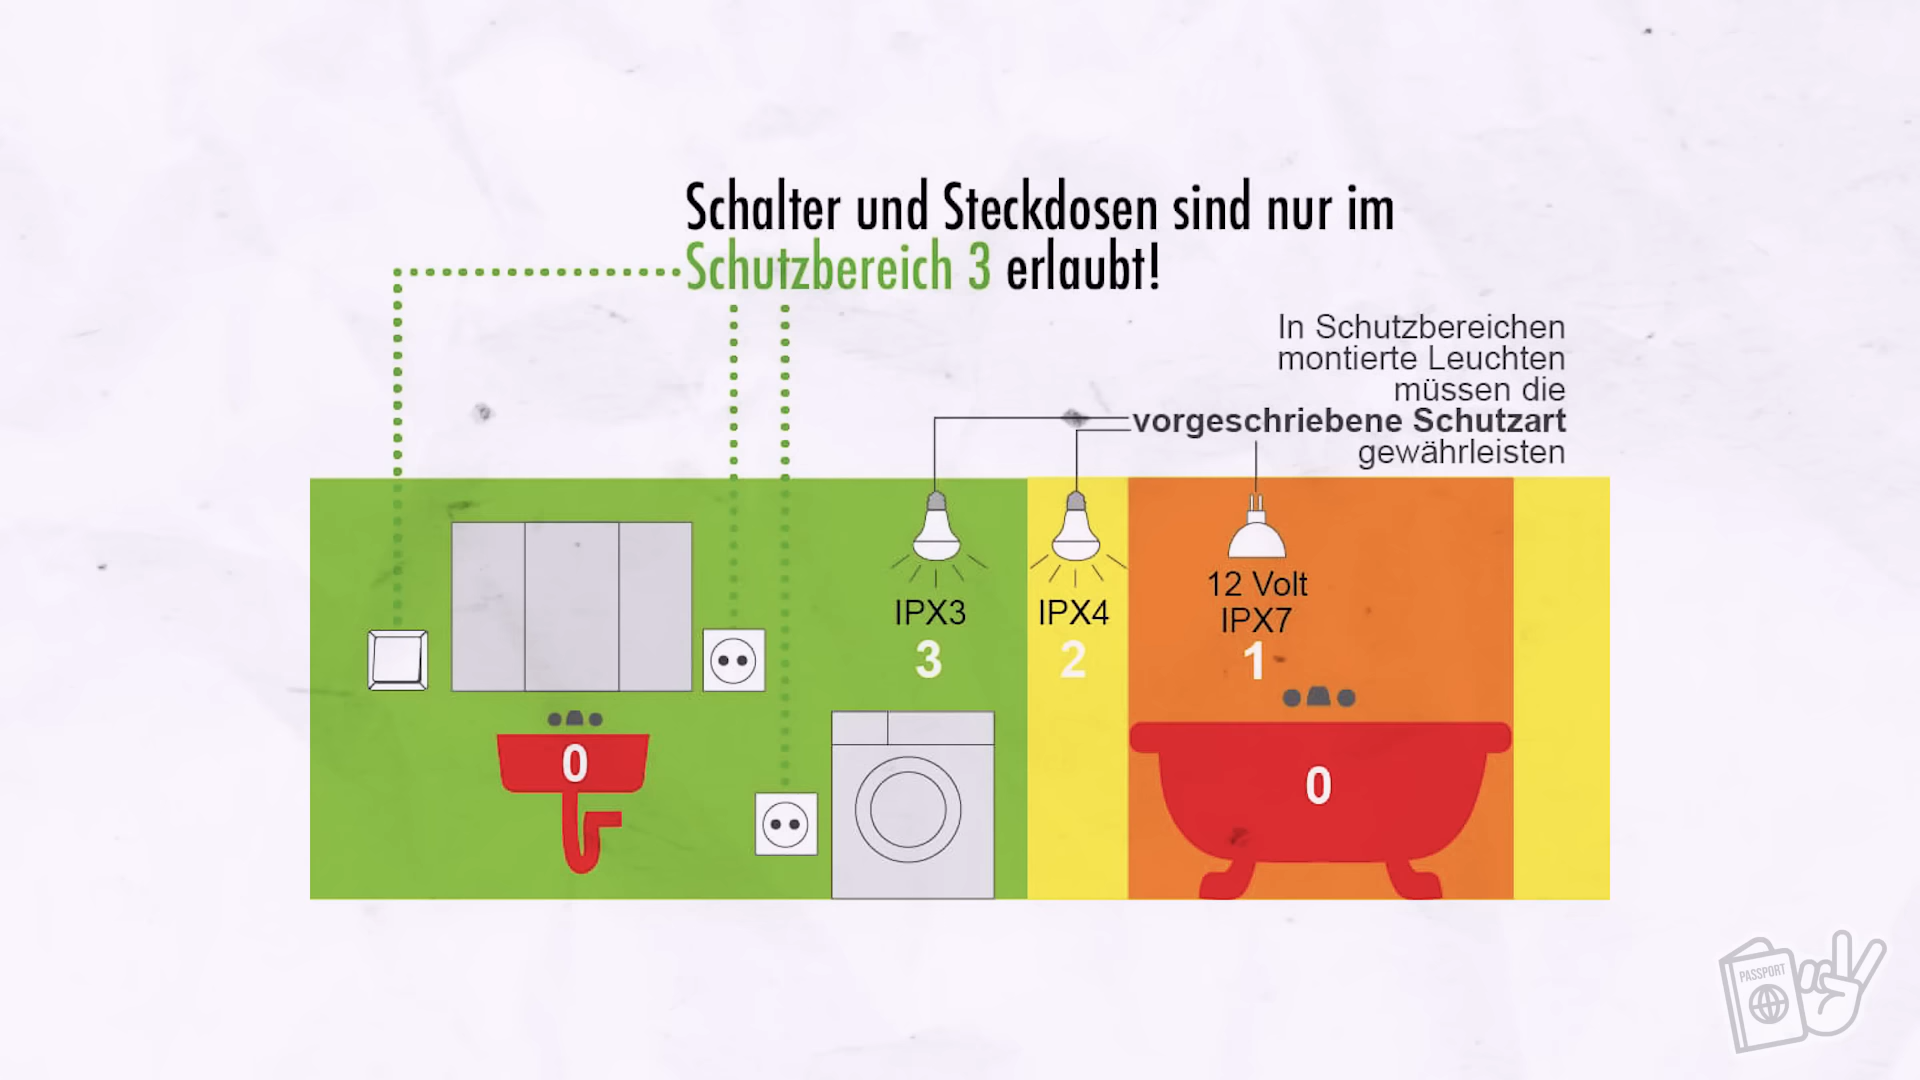 Schalter und Steckdosen sind nur im
Schutzbereich 3 erlaubt!
In Schutzbereichen
montierte Leuchten
müssen die
vorgeschriebene Schutzart
gewährleisten
IPX3
3
IPX4
2
12 Volt
IPX7
1
0
0
PASSPORT